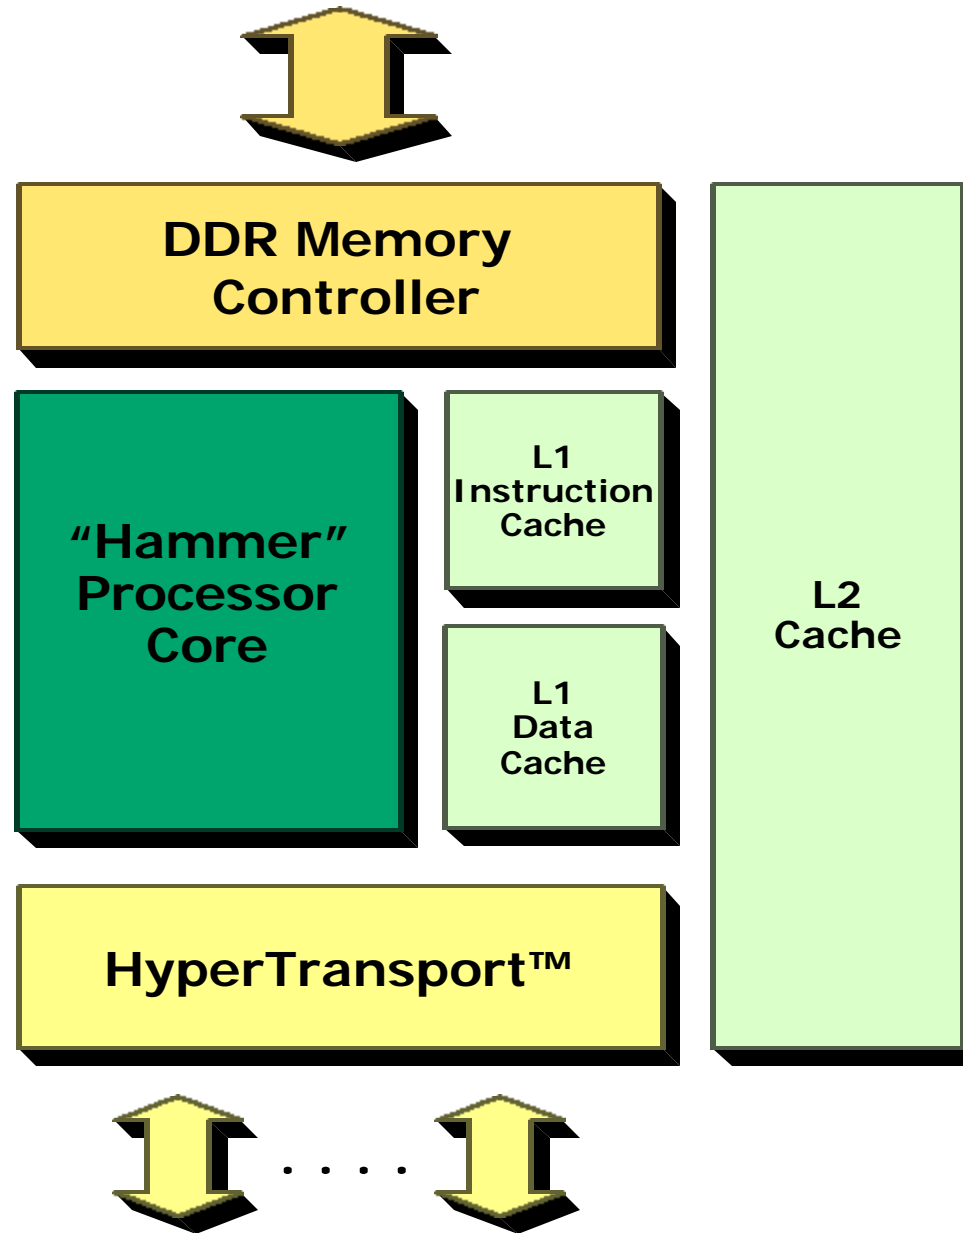 DDR Memory
Controller
“Hammer”
Processor
Core
L1
Instruction
Cache
L1
Data
Cache
L2
Cache
HyperTransport™
. . . .